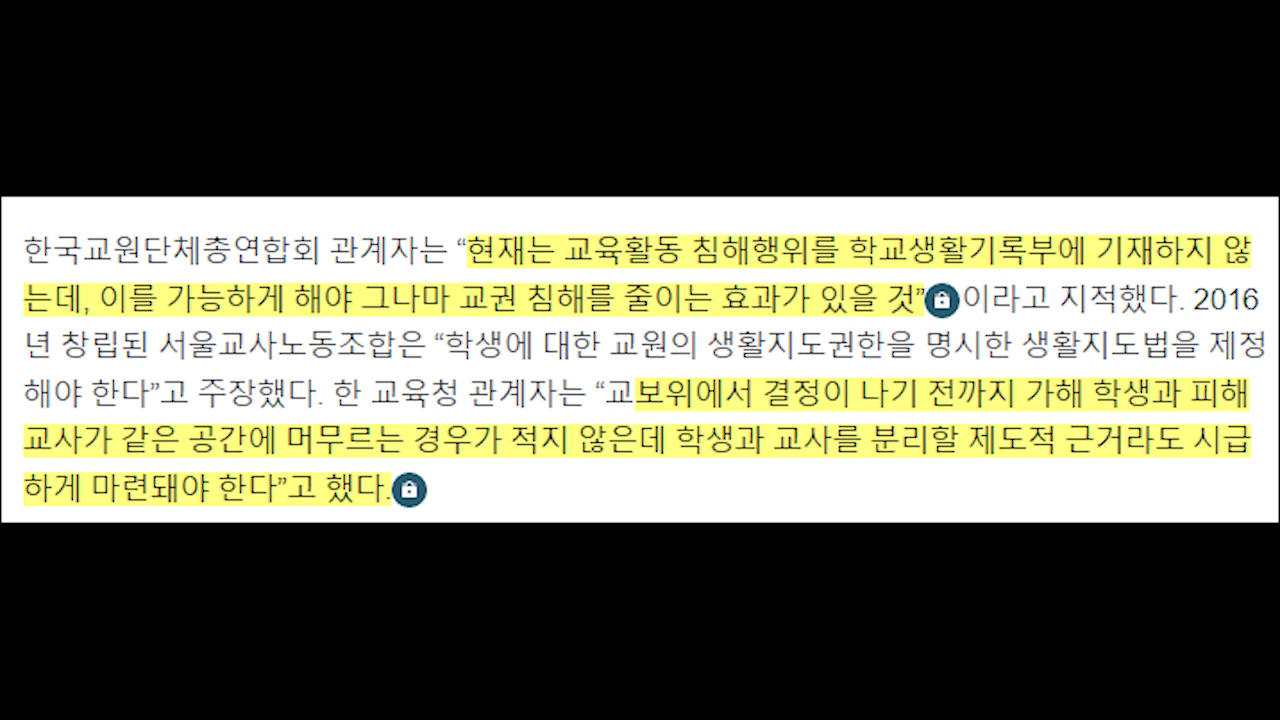 한국교원단체총연합회 관계자는 “현재는 교육활동 침해행위를 학교생활기록부에 기재하지 않
는데, 이를 가능하게 해야 그나마 교권 침해를 줄이는 효과가 있을 것”이라고 지적했다. 2016
년 창립된 서울교사노동조합은 “학생에 대한 교원의 생활지도권한을 명시한 생활지도법을 제정
해야 한다”고 주장했다. 한 교육청 관계자는 “교보위에서 결정이 나기 전까지 가해 학생과 피해
교사가 같은 공간에 머무르는 경우가 적지 않은데 학생과 교사를 분리할 제도적 근거라도 시급
하게 마련돼야 한다”고 했다.